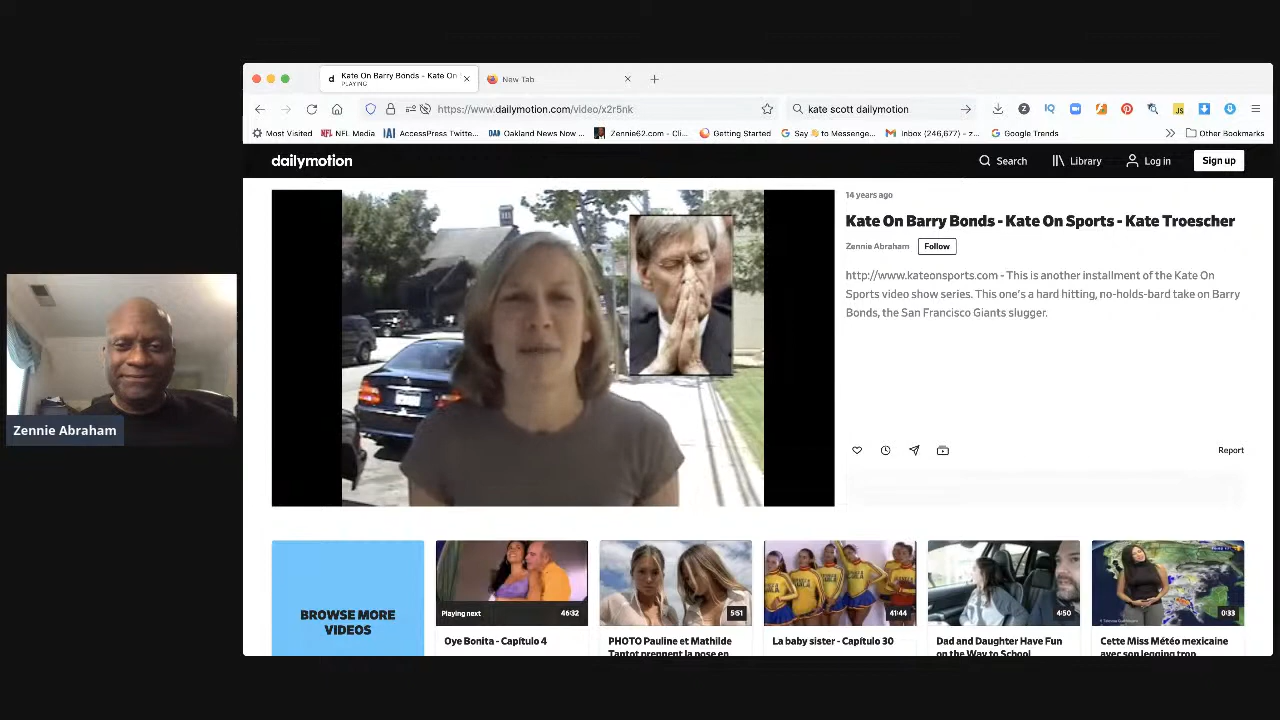 Kate On Barry Bonds - Kate On
PLAYING
New Tab
https://www.dailymotion.com/video/x2r5nk
kate scott dailymotion
Most Visited
NFL Media
AccessPress Twitte...
Oakland News Now ...
Zennie62.com - Cli...
Getting Started
Say 👋 to Messenge...
Inbox (246,677) - z...
Google Trends
Other Bookmarks
dailymotion
Search
Library
Log in
Sign up
14 years ago
Kate On Barry Bonds - Kate On Sports - Kate Troescher
Zennie Abraham
Follow
http://www.kateonsports.com - This is another installment of the Kate On
Sports video show series. This one's a hard hitting, no-holds-bard take on Barry
Bonds, the San Francisco Giants slugger.
Zennie Abraham
Report
BROWSE MORE
VIDEOS
Playing next
46:32
5:51
41:44
4:50
0:33
Oye Bonita - Capítulo 4
PHOTO Pauline et Mathilde
Tantot prennent la pose en
La baby sister - Capítulo 30
Dad and Daughter Have Fun
on the Way to School
Cette Miss Météo mexicaine
avec son legging trop